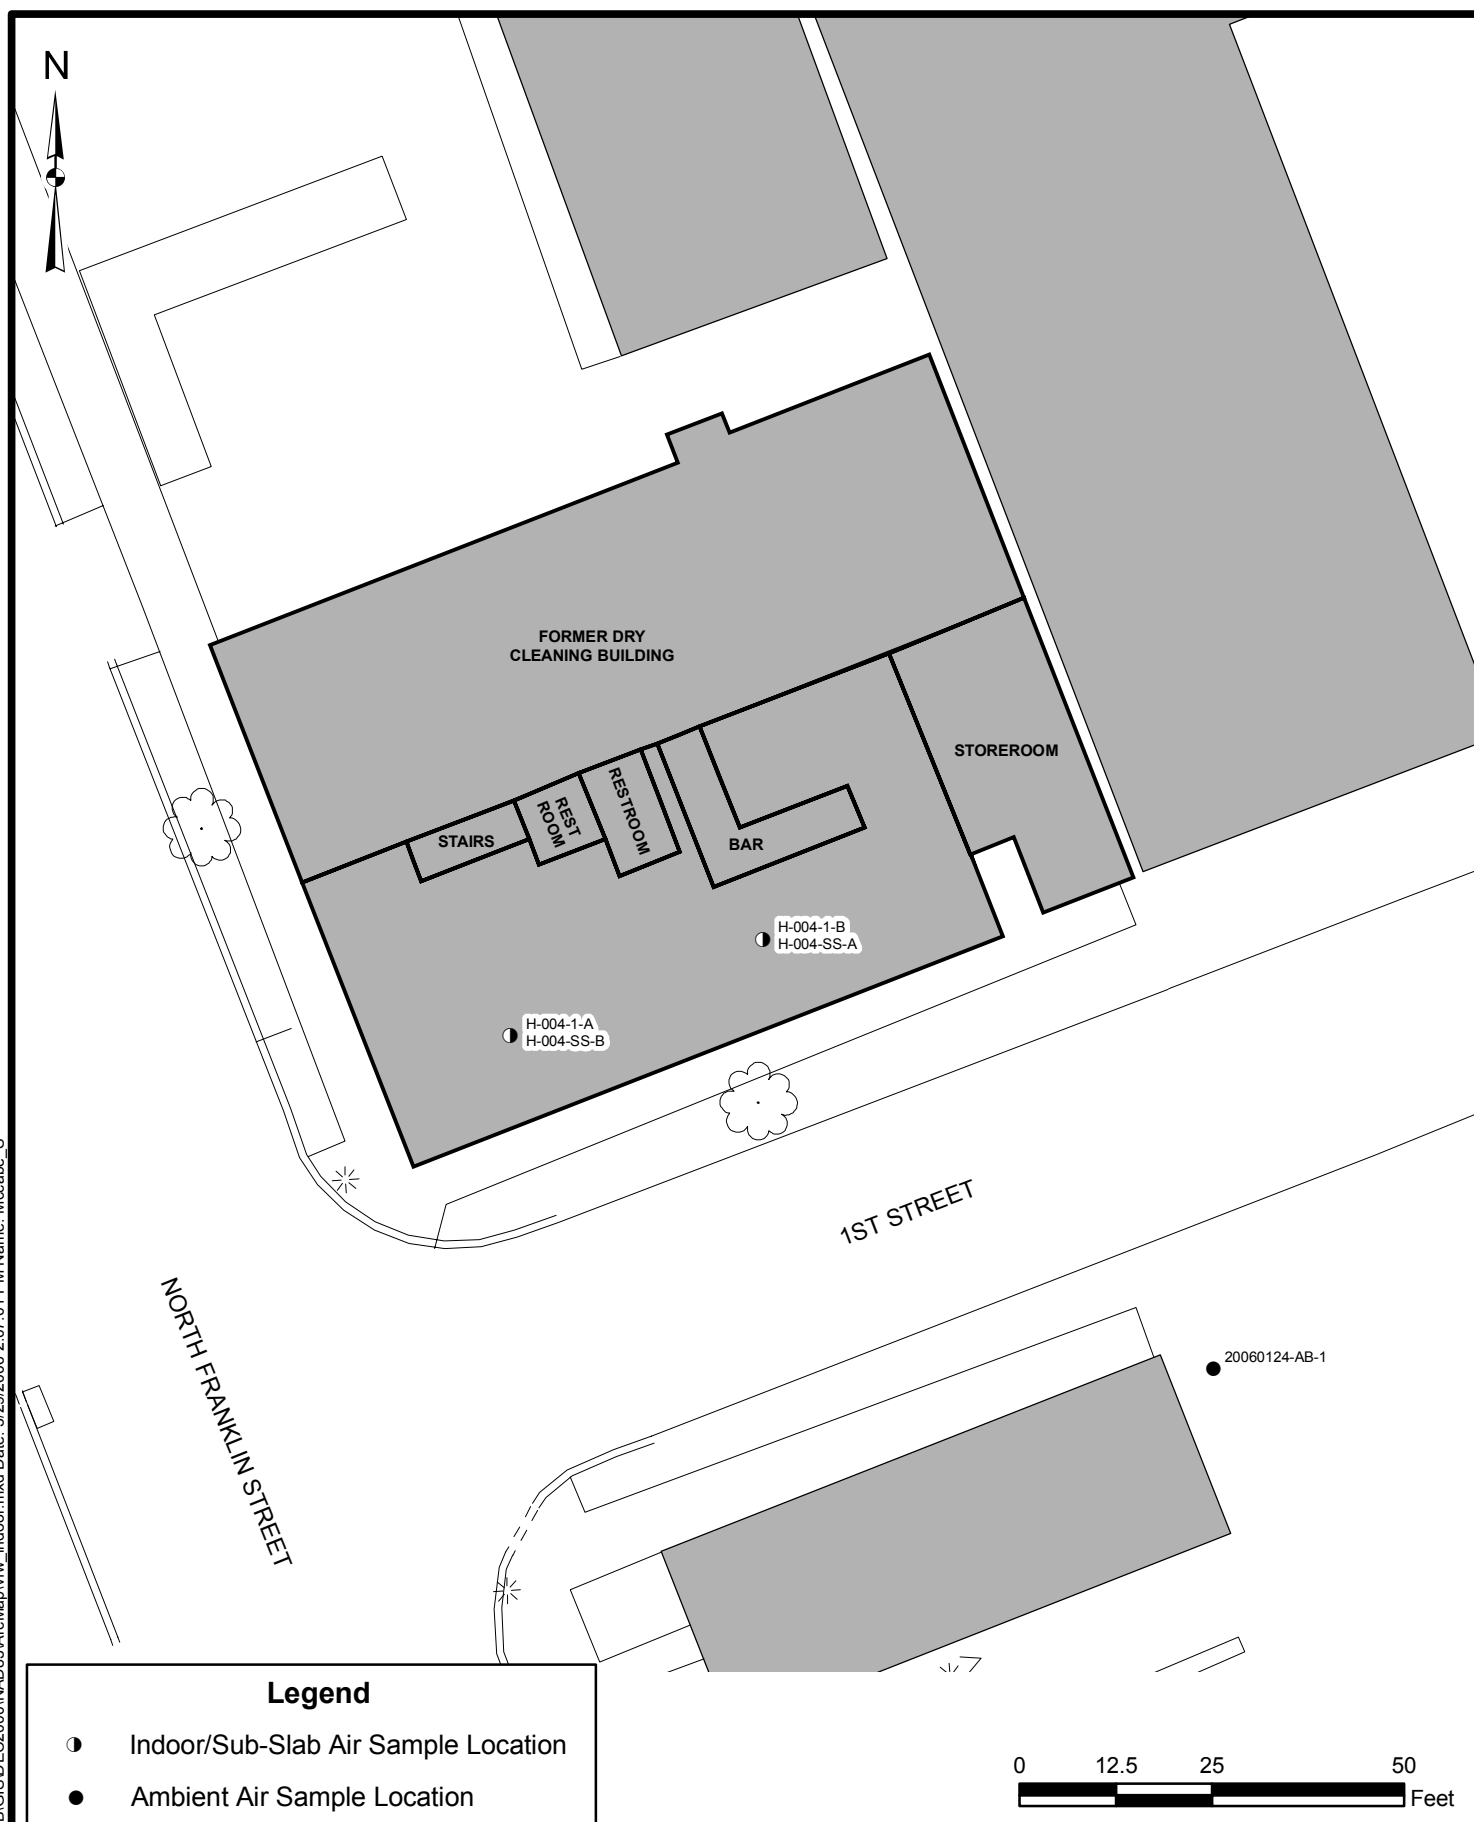 N
FORMER DRY
CLEANING BUILDING
STOREROOM
RESTROOM
REST
ROOM
STAIRS
BAR
H-004-1-B
H-004-SS-A
H-004-1-A
H-004-SS-B
1ST STREET
NORTH FRANKLIN STREET
20060124-AB-1
Legend
Indoor/Sub-Slab Air Sample Location
Ambient Air Sample Location
0 12.5 25 50
Feet